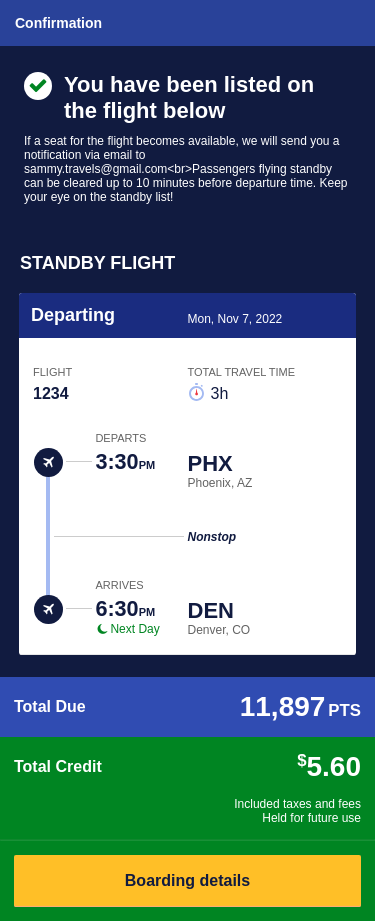 Confirmation
You have been listed on
the flight below
If a seat for the flight becomes available, we will send you a
notification via email to
sammy.travels@gmail.com<br>Passengers flying standby
can be cleared up to 10 minutes before departure time. Keep
your eye on the standby list!
STANDBY FLIGHT
Departing Mon, Nov 7, 2022
FLIGHT TOTAL TRAVEL TIME
1234 3h
DEPARTS
3:30PM PHX
Phoenix, AZ
Nonstop
ARRIVES
6:30PM DEN
Next Day Denver, CO
Total Due 11,897 PTS
Total Credit $5.60
Included taxes and fees
Held for future use
Boarding details